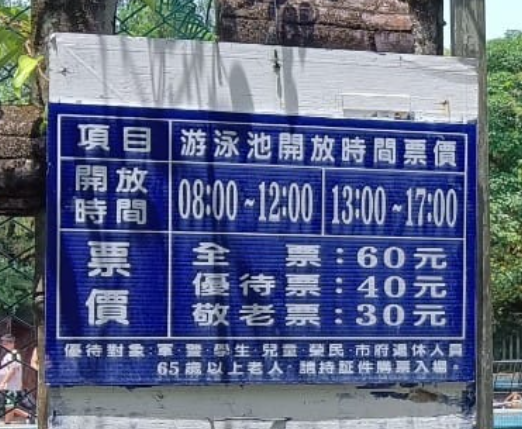 項目 游泳池開放時間票價
開放時間 08:00~12:00 13:00~17:00
票價 全票:60元
優待票:40元
敬老票:30元
優待對象:軍·警·學生·兒童·榮民·市府退休人員
65歲以上老人·請持証件購票入場。